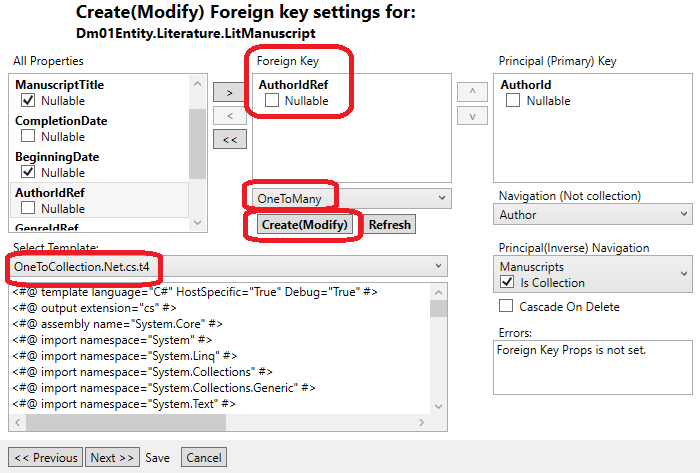 Create(Modify) Foreign key settings for:
Dm01Entity.Literature.LitManuscript
All Properties
ManuscriptTitle
Nullable
CompletionDate
Nullable
BeginningDate
Nullable
AuthorIdRef
Nullable
GenreIdRef
>
<
<<
Foreign Key
AuthorIdRef
Nullable
OneToMany
Create(Modify) Refresh
^
v
Principal (Primary) Key
AuthorId
Nullable
Navigation (Not collection)
Author
Principal(Inverse) Navigation
Manuscripts
Is Collection
Cascade On Delete
Errors:
Foreign Key Props is not set.
Select Template:
OneToCollection.Net.cs.t4
<#@ template language="C#" HostSpecific="True" Debug="True" #>
<#@ output extension="cs" #>
<#@ assembly name="System.Core" #>
<#@ import namespace="System" #>
<#@ import namespace="System.Linq" #>
<#@ import namespace="System.Collections" #>
<#@ import namespace="System.Collections.Generic" #>
<#@ import namespace="System.Text" #>
<< Previous Next >> Save Cancel